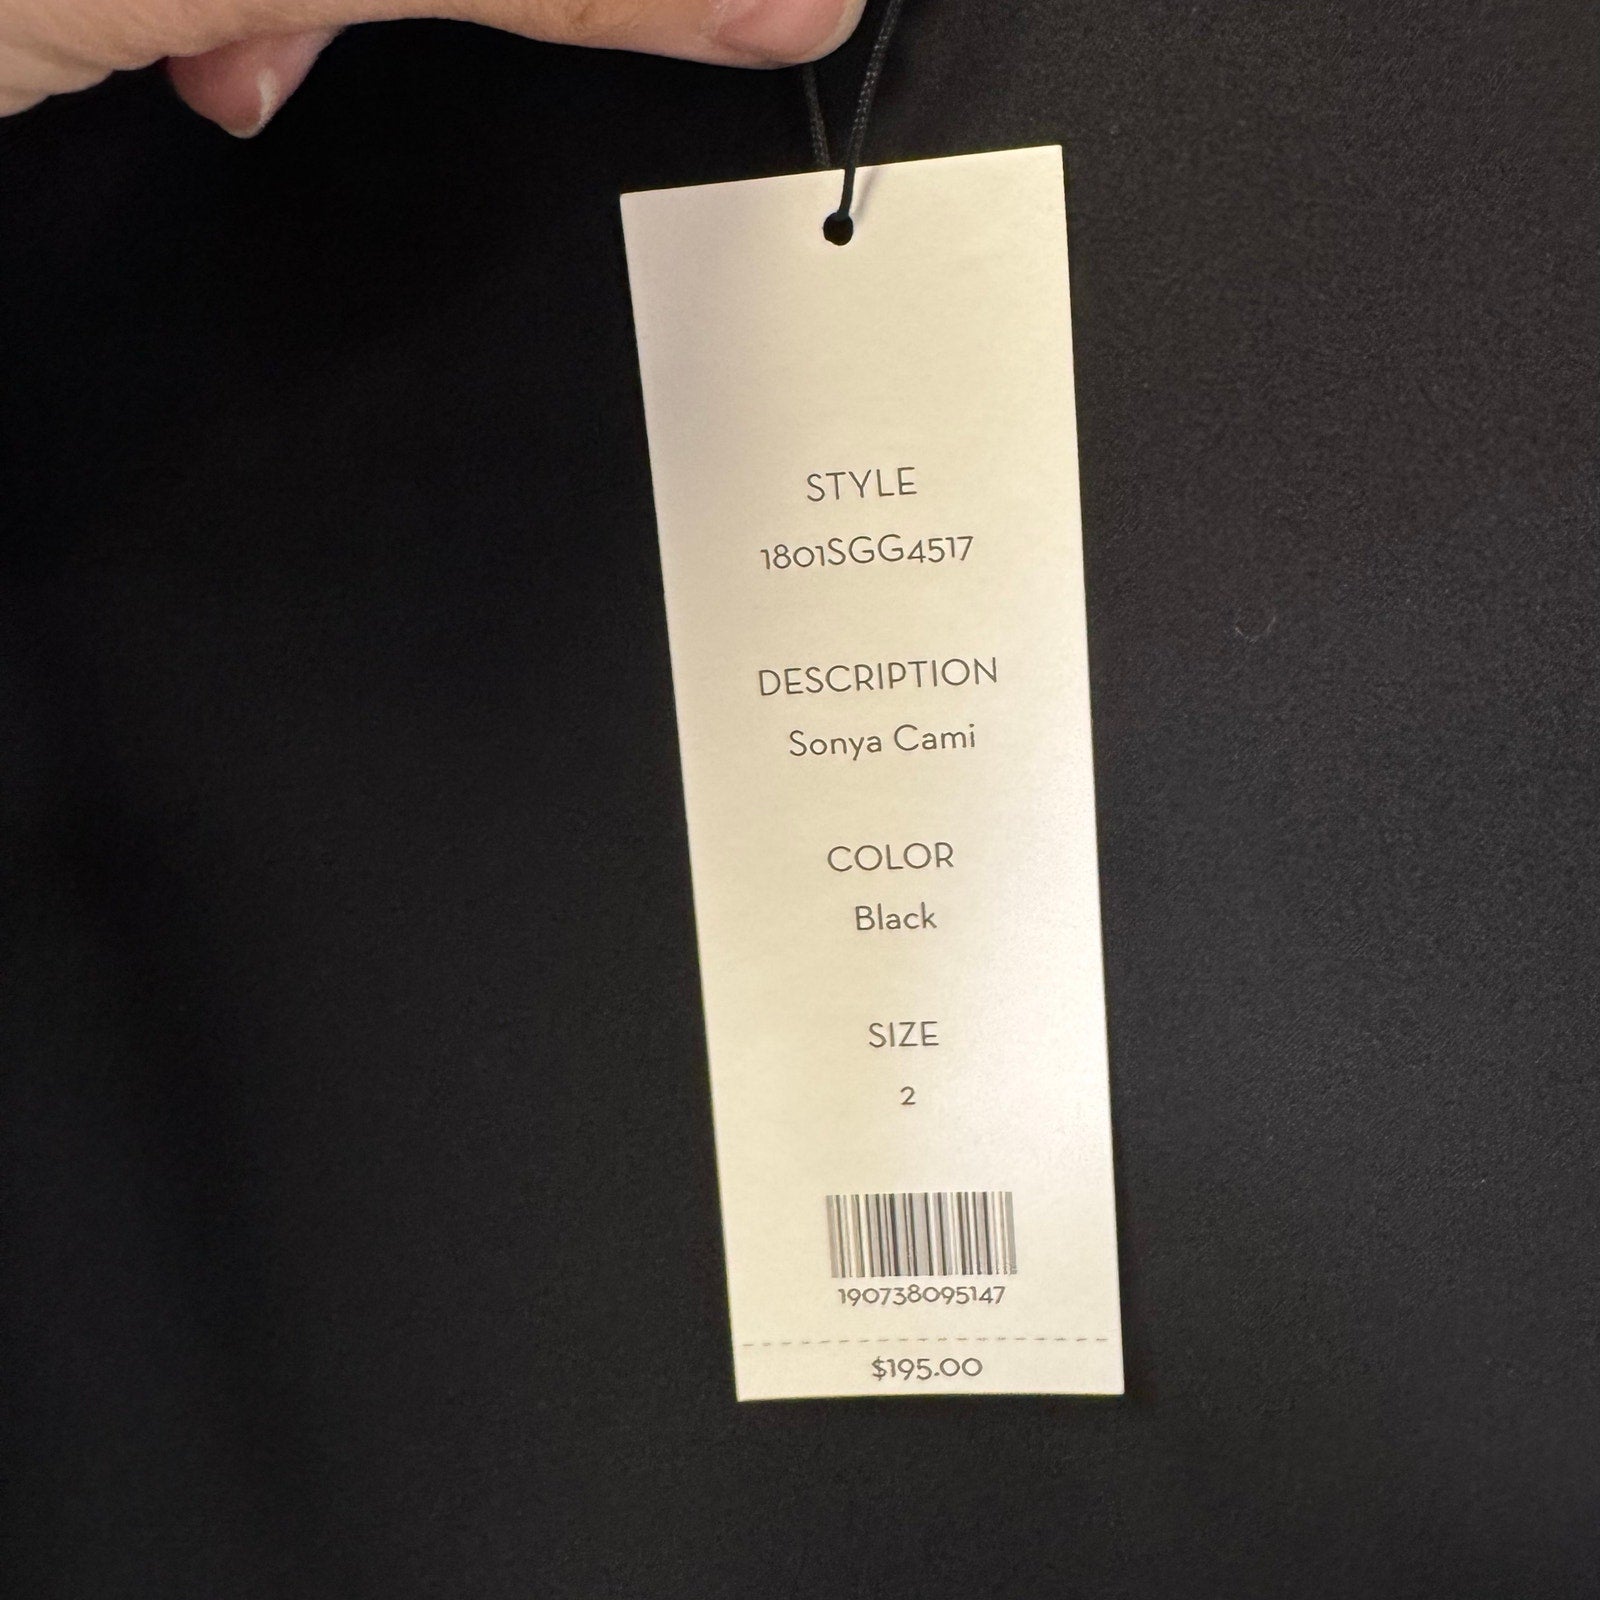 STYLE
1801SGG4517
DESCRIPTION
Sonya Cami
COLOR
Black
SIZE
2
190738095147
$195.00